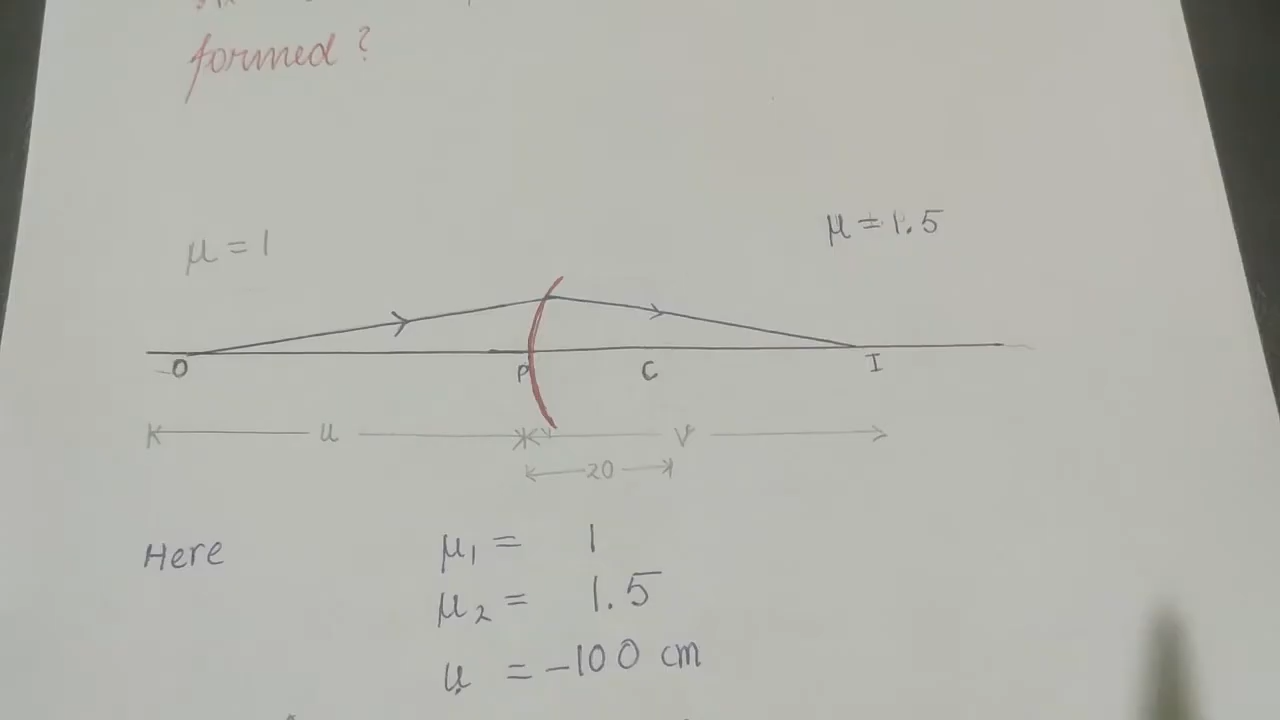 formed ?
μ = 1
μ = 1.5
O
P
C
I
u
v
20
Here
μ₁ = 1
μ₂ = 1.5
u = -100 cm